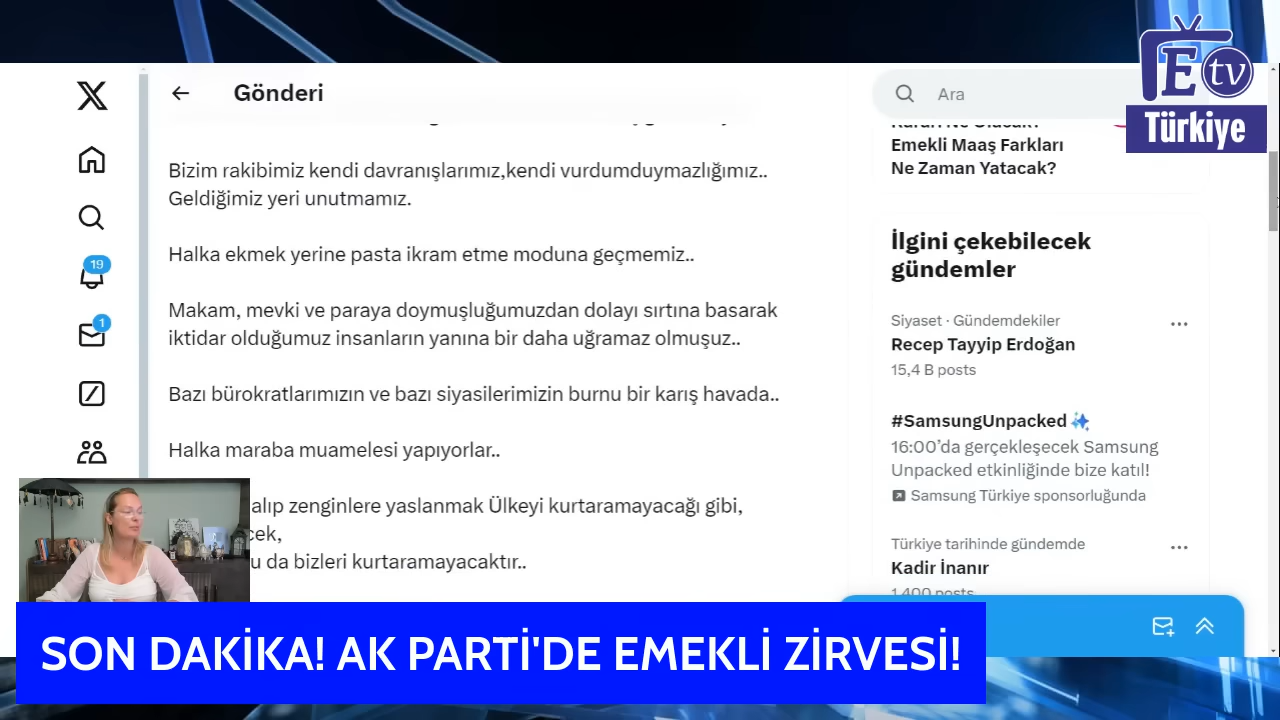 Gönderi
Bizim rakibimiz kendi davranışlarımız,kendi vurdumduymazlığımız..
Geldiğimiz yeri unutmamız.
Halka ekmek yerine pasta ikram etme moduna geçmemiz..
Makam, mevki ve paraya doymuşluğumuzdan dolayı sırtına basarak
iktidar olduğumuz insanların yanına bir daha uğramaz olmuşuz..
Bazı bürokratlarımızın ve bazı siyasilerimizin burnu bir karış havada..
Halka maraba muamelesi yapıyorlar..
alıp zenginlere yaslanmak Ülkeyi kurtaramayacağı gibi,
da bizleri kurtaramayacaktır..
19
1
Ara
E tv
Türkiye
Emekli Maaş Farkları
Ne Zaman Yatacak?
İlgini çekebilecek
gündemler
Siyaset · Gündemdekiler
Recep Tayyip Erdoğan
15,4 B posts
#SamsungUnpacked
16:00’da gerçekleşecek Samsung
Unpacked etkinliğinde bize katıl!
Samsung Türkiye sponsorluğunda
Türkiye tarihinde gündemde
Kadir İnanır
1.400 posts
SON DAKİKA! AK PARTİ'DE EMEKLİ ZİRVESİ!